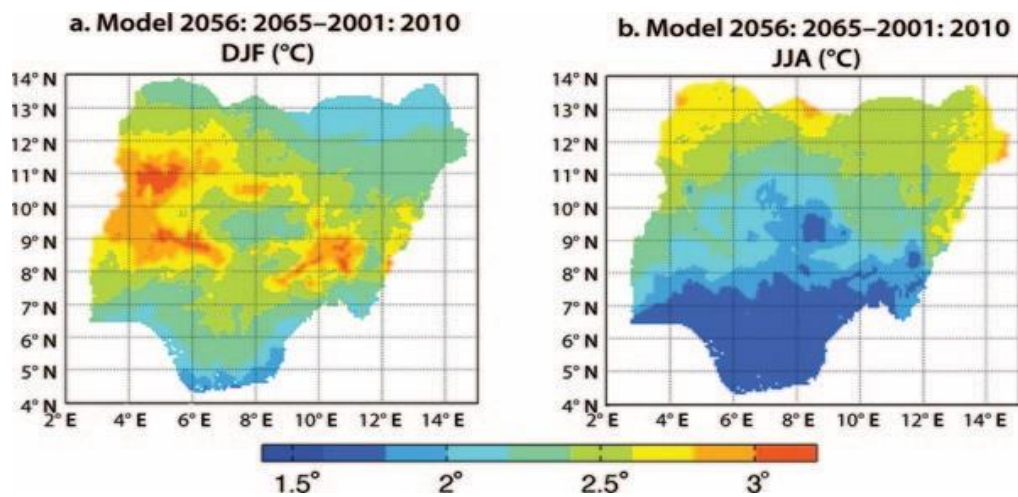 a. Model 2056: 2065–2001: 2010
DJF (°C)
14° N
13° N
12° N
11° N
10° N
9° N
8° N
7° N
6° N
5° N
4° N
2° E 4° E 6° E 8° E 10° E 12° E 14° E
b. Model 2056: 2065–2001: 2010
JJA (°C)
14° N
13° N
12° N
11° N
10° N
9° N
8° N
7° N
6° N
5° N
4° N
2° E 4° E 6° E 8° E 10° E 12° E 14° E
1.5° 2° 2.5° 3°